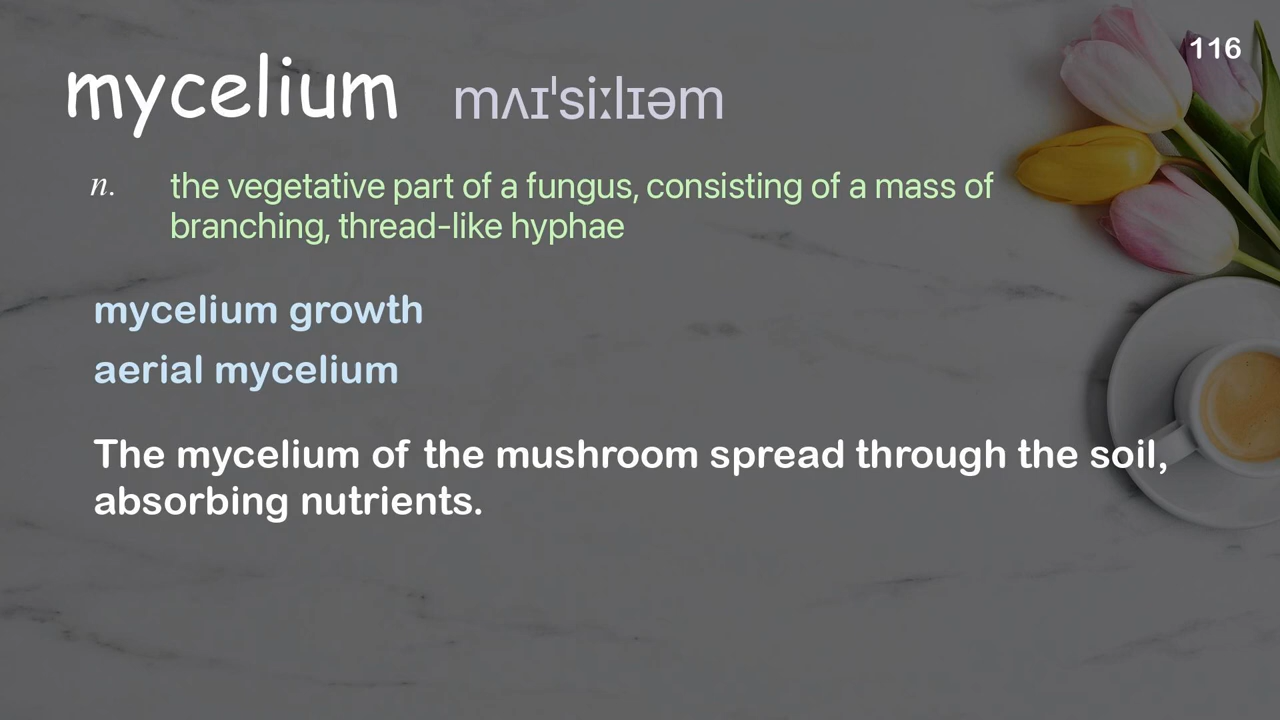 116
mycelium mʌɪˈsiːlɪəm
n. the vegetative part of a fungus, consisting of a mass of
branching, thread-like hyphae
mycelium growth
aerial mycelium
The mycelium of the mushroom spread through the soil,
absorbing nutrients.